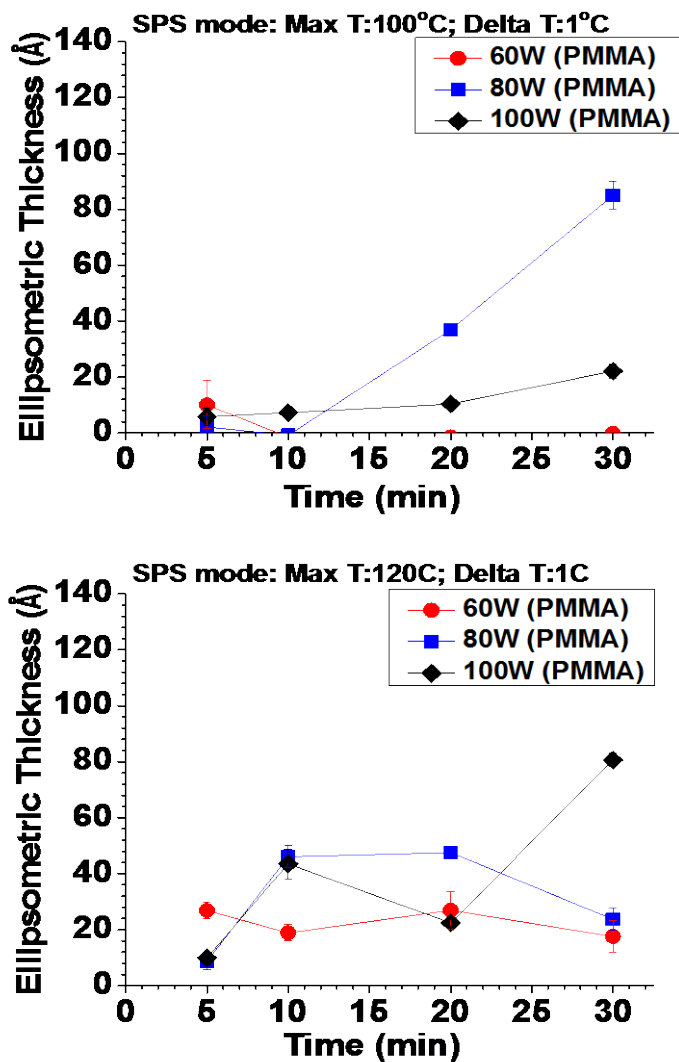 SPS mode: Max T:100°C; Delta T:1°C
60W (PMMA)
80W (PMMA)
100W (PMMA)
Ellipsometric Thickness (Å)
140
120
100
80
60
40
20
0
0 5 10 15 20 25 30
Time (min)
SPS mode: Max T:120C; Delta T:1C
60W (PMMA)
80W (PMMA)
100W (PMMA)
Ellipsometric Thickness (Å)
140
120
100
80
60
40
20
0
0 5 10 15 20 25 30
Time (min)